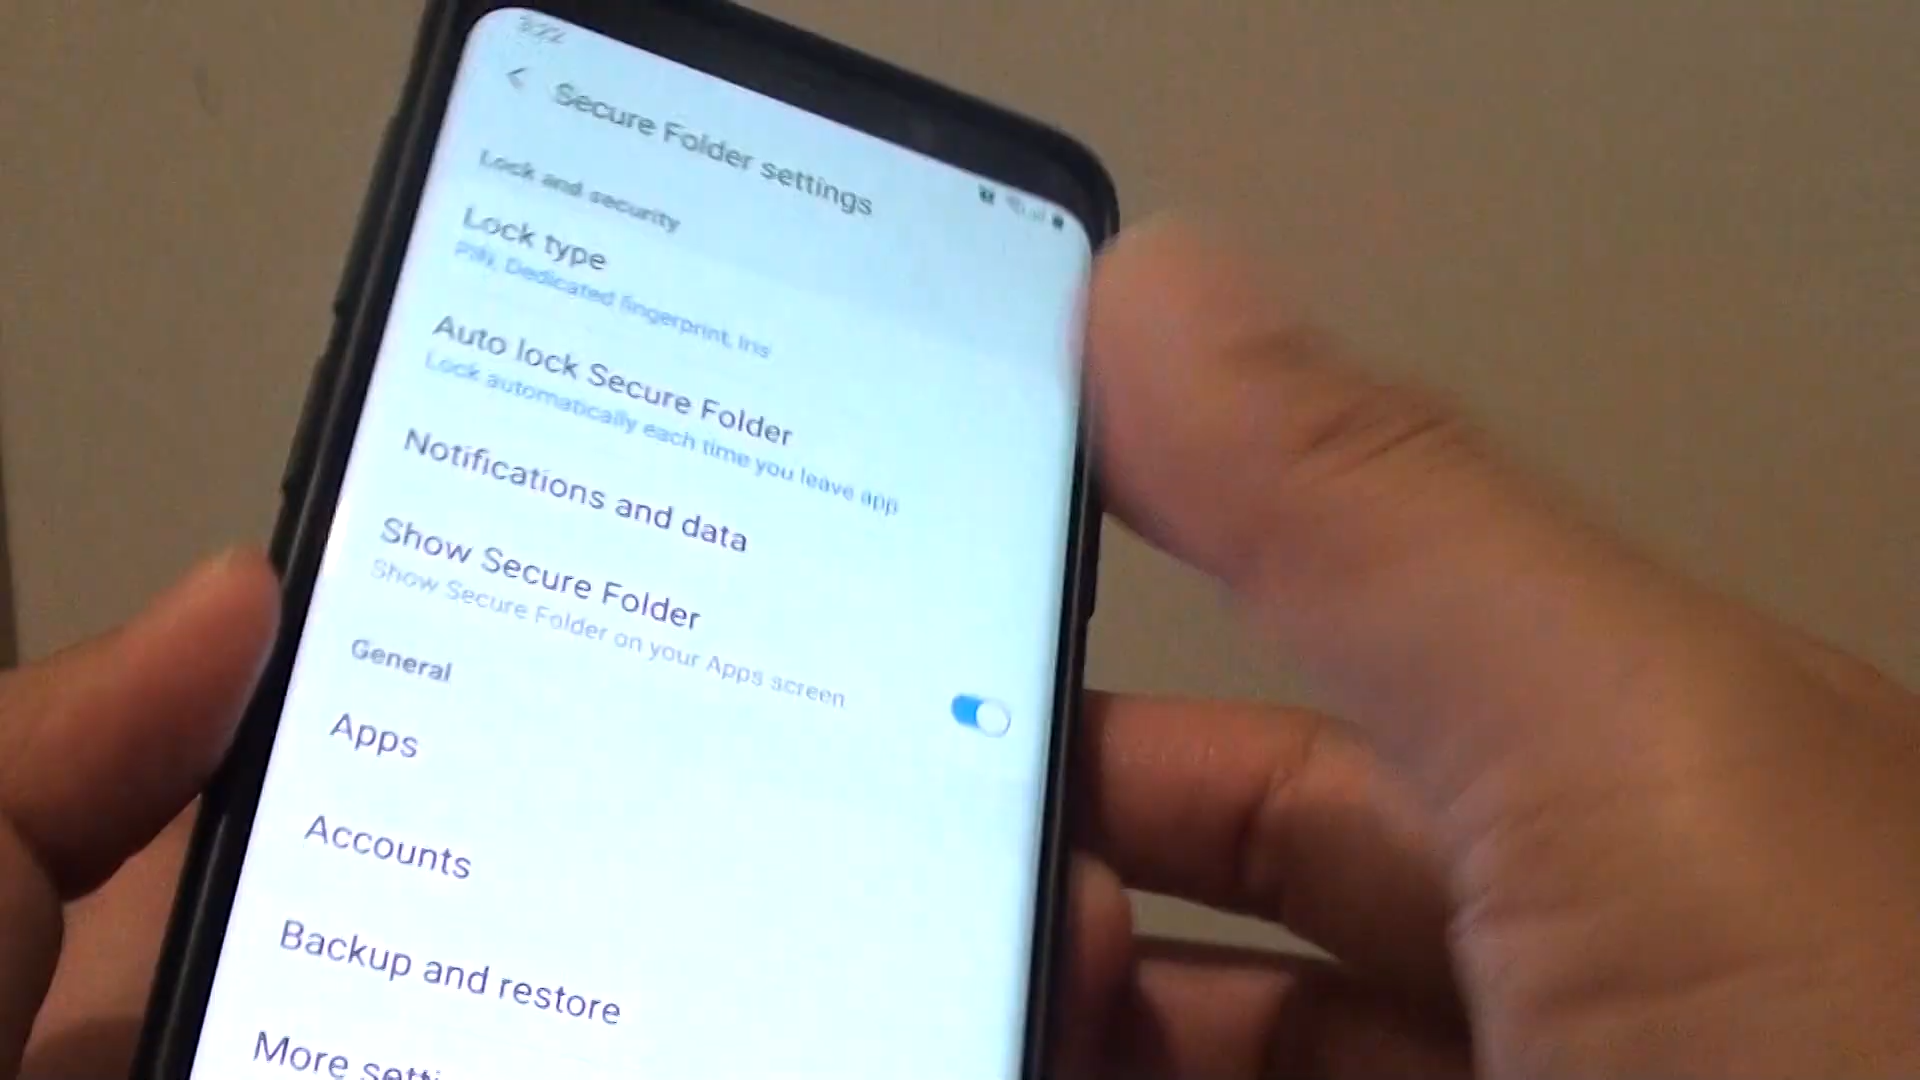 Secure Folder settings
Lock and security
Lock type
PIN, Dedicated fingerprint, Iris
Auto lock Secure Folder
Lock automatically each time you leave app
Notifications and data
Show Secure Folder
Show Secure Folder on your Apps screen
General
Apps
Accounts
Backup and restore
More setti